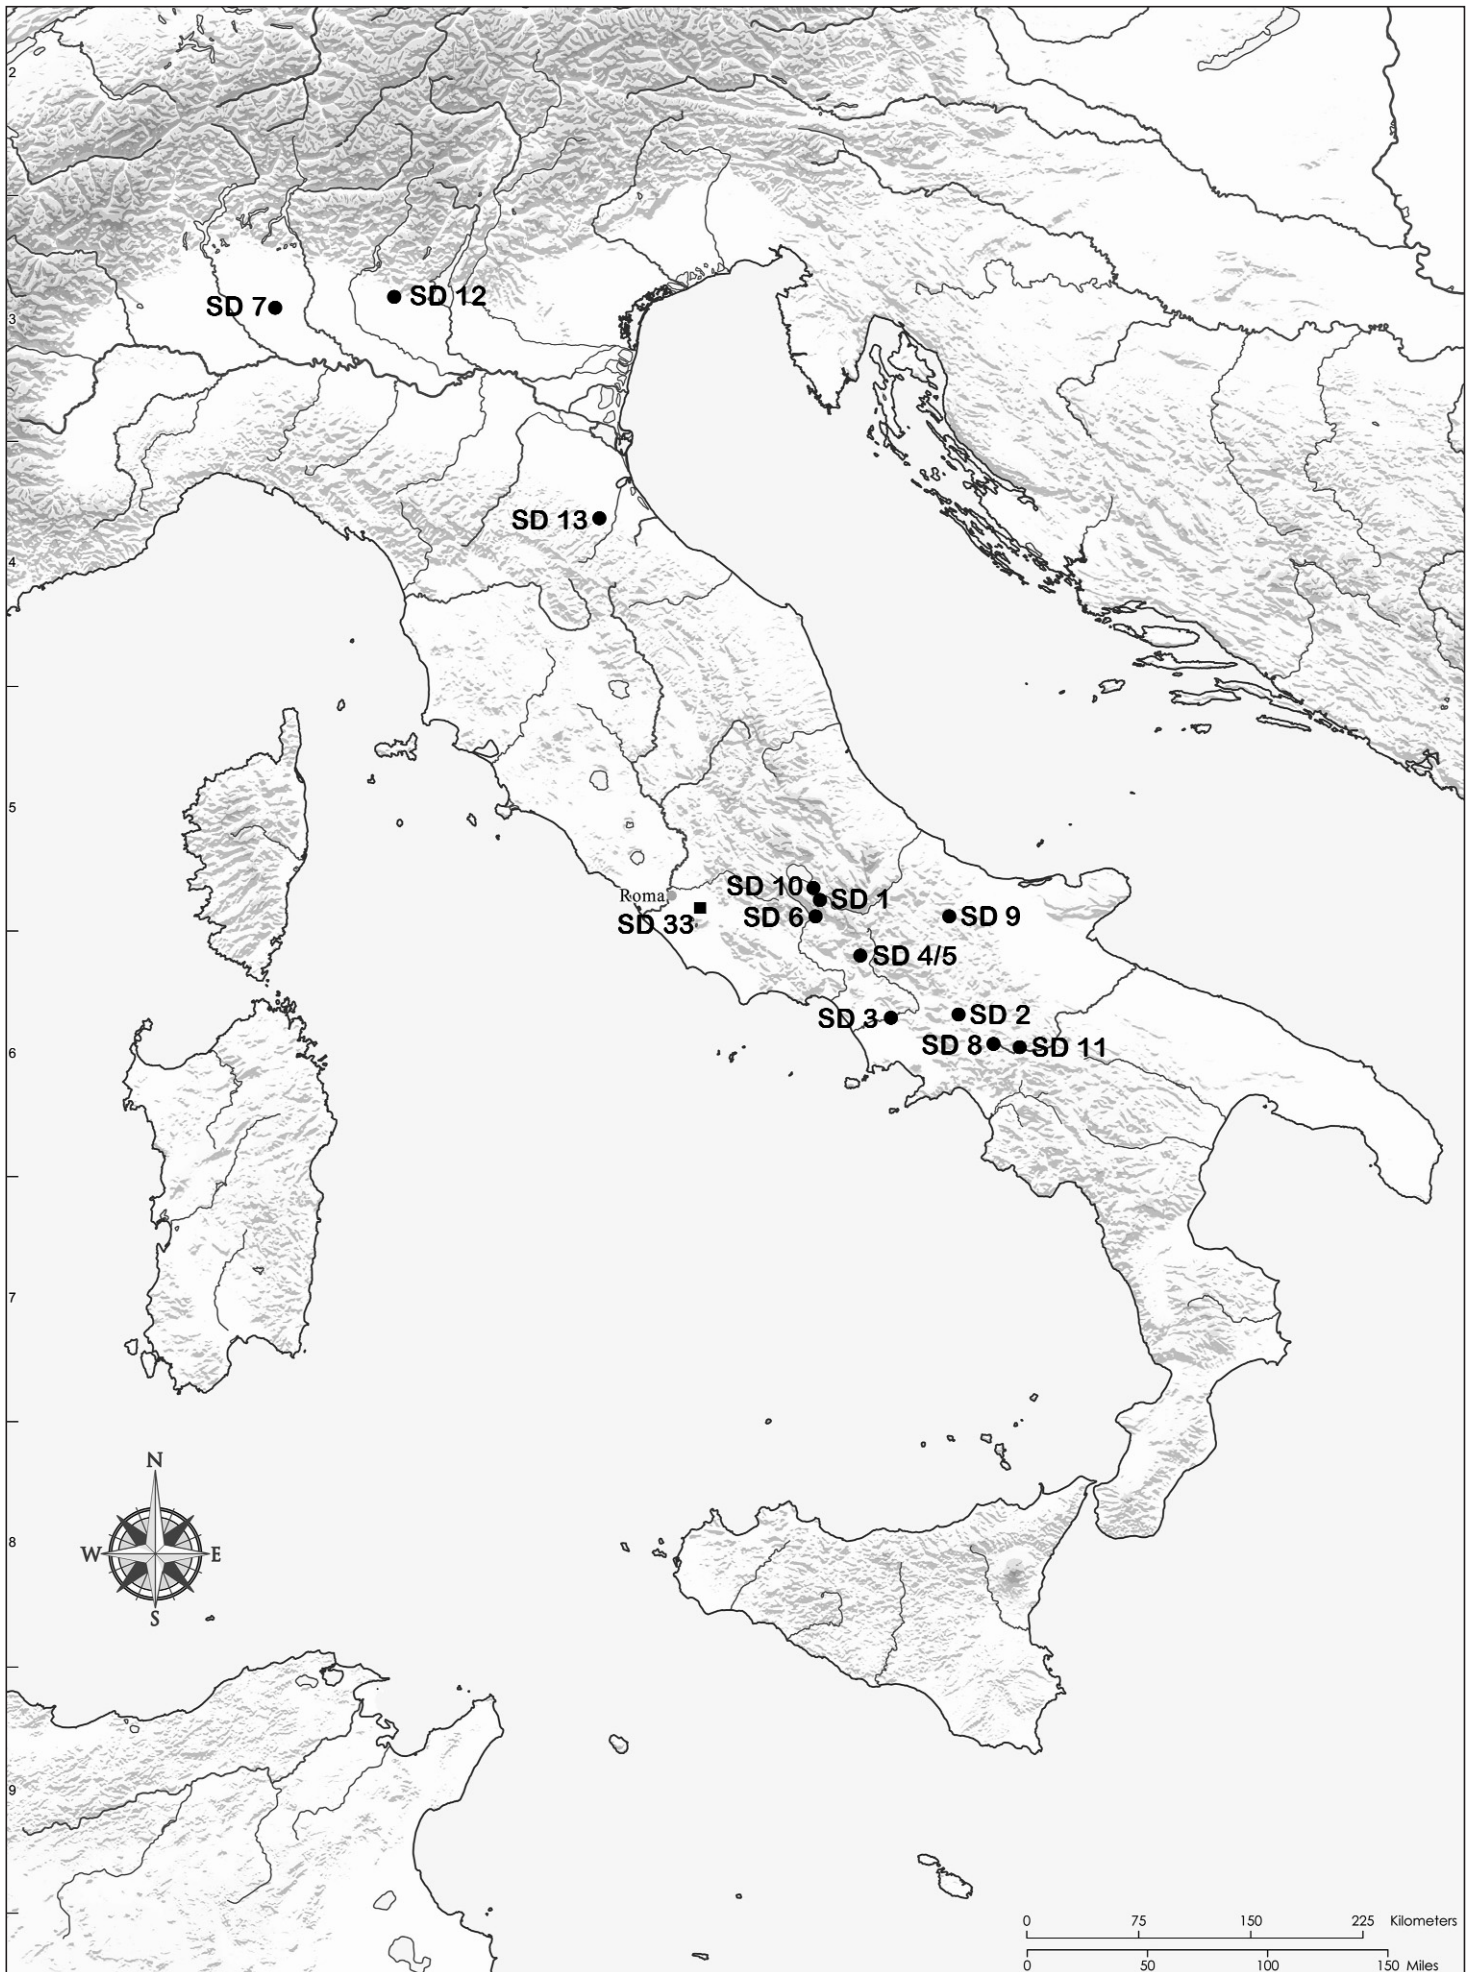 2
SD 7
SD 12
3
SD 13
4
5
SD 10
SD 1
Roma
SD 33
SD 6
SD 9
SD 4/5
SD 3
SD 2
SD 8
SD 11
6
7
N
W
E
S
8
9
0 75 150 225 Kilometers
0 50 100 150 Miles